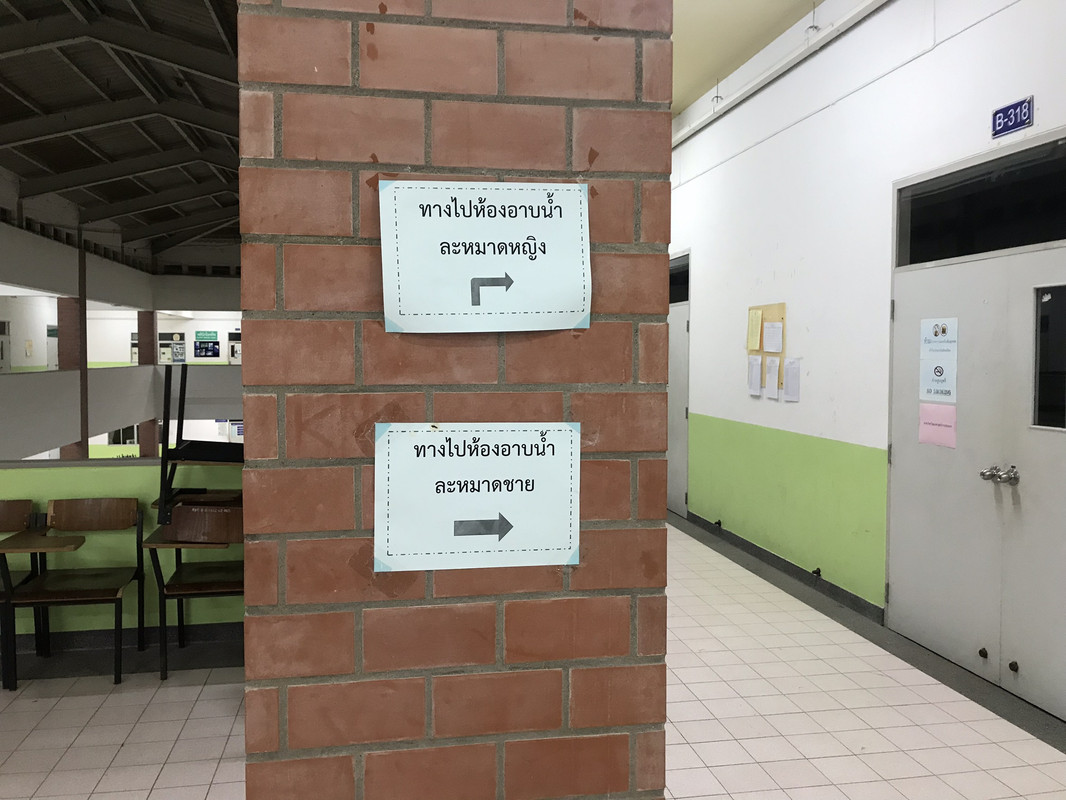 ทางไปห้องอาบน้ำ
ละหมาดหญิง
ทางไปห้องอาบน้ำ
ละหมาดชาย
B-318